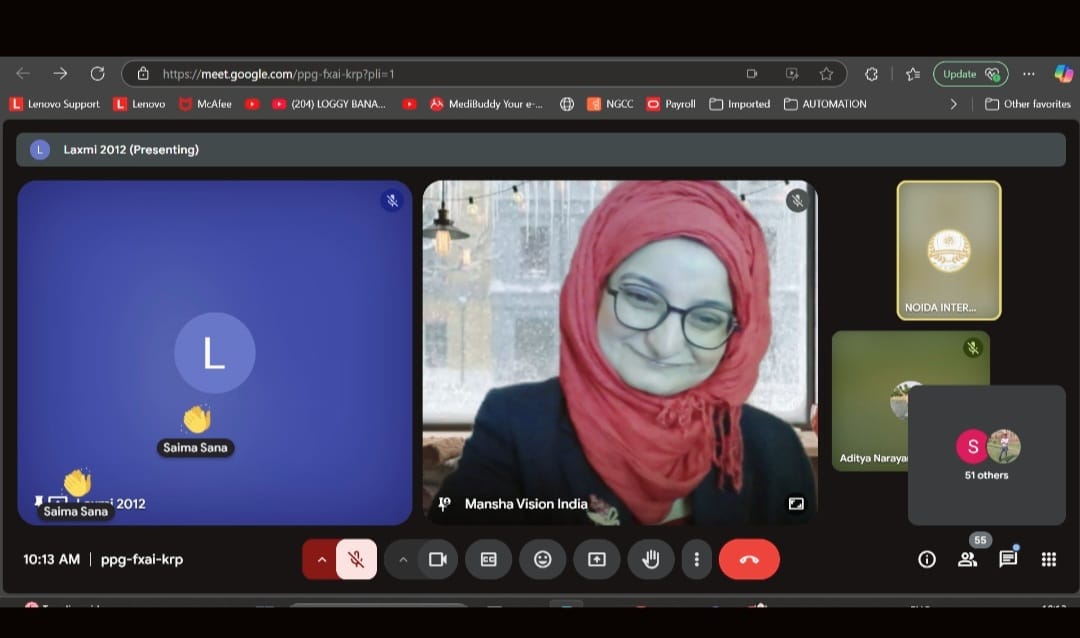 https://meet.google.com/ppg-fxai-krp?pli=1
Update
Lenovo Support
Lenovo
McAfee
(204) LOGGY BANA...
MediBuddy Your e-...
NGCC
Payroll
Imported
AUTOMATION
Other favorites
L Laxmi 2012 (Presenting)
L
Saima Sana
Saima Sana
2012
Mansha Vision India
NOIDA INTER...
Aditya Naraya
S
51 others
10:13 AM | ppg-fxai-krp
CC
55